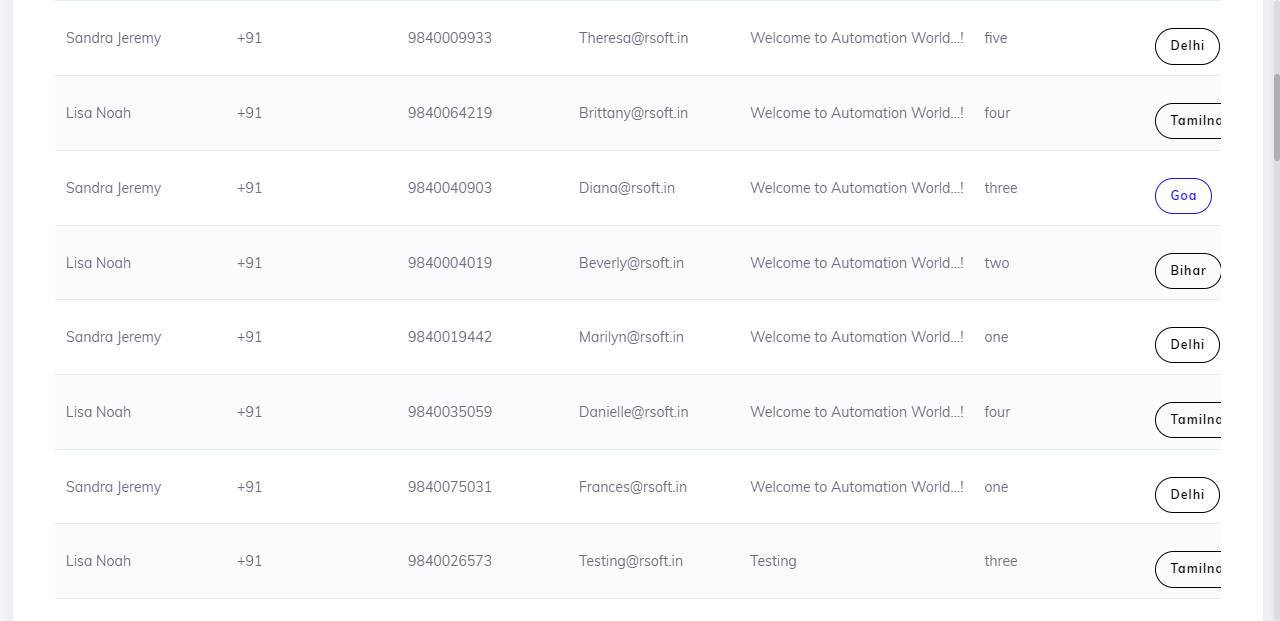 Sandra Jeremy +91 9840009933 Theresa@rsoft.in Welcome to Automation World...! five Delhi
Lisa Noah +91 9840064219 Brittany@rsoft.in Welcome to Automation World...! four
Sandra Jeremy +91 9840040903 Diana@rsoft.in Welcome to Automation World...! three Goa
Lisa Noah +91 9840004019 Beverly@rsoft.in Welcome to Automation World...! two Bihar
Sandra Jeremy +91 9840019442 Marilyn@rsoft.in Welcome to Automation World...! one Delhi
Lisa Noah +91 9840035059 Danielle@rsoft.in Welcome to Automation World...! four
Sandra Jeremy +91 9840075031 Frances@rsoft.in Welcome to Automation World...! one Delhi
Lisa Noah +91 9840026573 Testing@rsoft.in Testing three